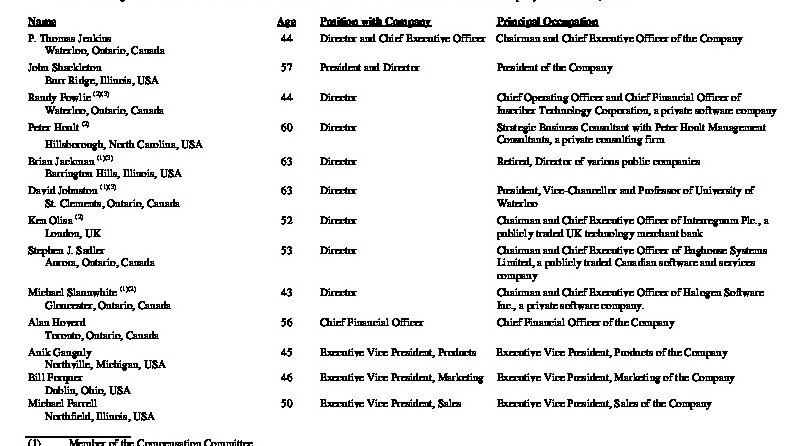 Name Age Position with Company Principal Occupation
P. Thomas Jenkins 44 Director and Chief Executive Officer Chairman and Chief Executive Officer of the Company
Waterloo, Ontario, Canada
John Shackleton 57 President and Director President of the Company
Burr Ridge, Illinois, USA
Randy Fowlie (2)(3) 44 Director Chief Operating Officer and Chief Financial Officer of
Waterloo, Ontario, Canada Inscriber Technology Corporation, a private software company
Peter Hoult (2) 60 Director Strategic Business Consultant with Peter Hoult Management
Hillsborough, North Carolina, USA Consultants, a private consulting firm
Brian Jackman (1)(3) 63 Director Retired, Director of various public companies
Barrington Hills, Illinois, USA
David Johnston (1)(3) 63 Director President, Vice-Chancellor and Professor of University of
St. Clements, Ontario, Canada Waterloo
Ken Olisa (2) 52 Director Chairman and Chief Executive Officer of Interregnum Plc., a
London, UK publicly traded UK technology merchant bank
Stephen J. Sadler 53 Director Chairman and Chief Executive Officer of Enghouse Systems
Aurora, Ontario, Canada Limited, a publicly traded Canadian software and services
company
Michael Slaunwhite (1)(2) 43 Director Chairman and Chief Executive Officer of Halogen Software
Gloucester, Ontario, Canada Inc., a private software company.
Alan Hoverd 56 Chief Financial Officer Chief Financial Officer of the Company
Toronto, Ontario, Canada
Anik Ganguly 45 Executive Vice President, Products Executive Vice President, Products of the Company
Northville, Michigan, USA
Bill Forquer 46 Executive Vice President, Marketing Executive Vice President, Marketing of the Company
Dublin, Ohio, USA
Michael Farrell 50 Executive Vice President, Sales Executive Vice President, Sales of the Company
Northfield, Illinois, USA
(1) Member of the Compensation Committee